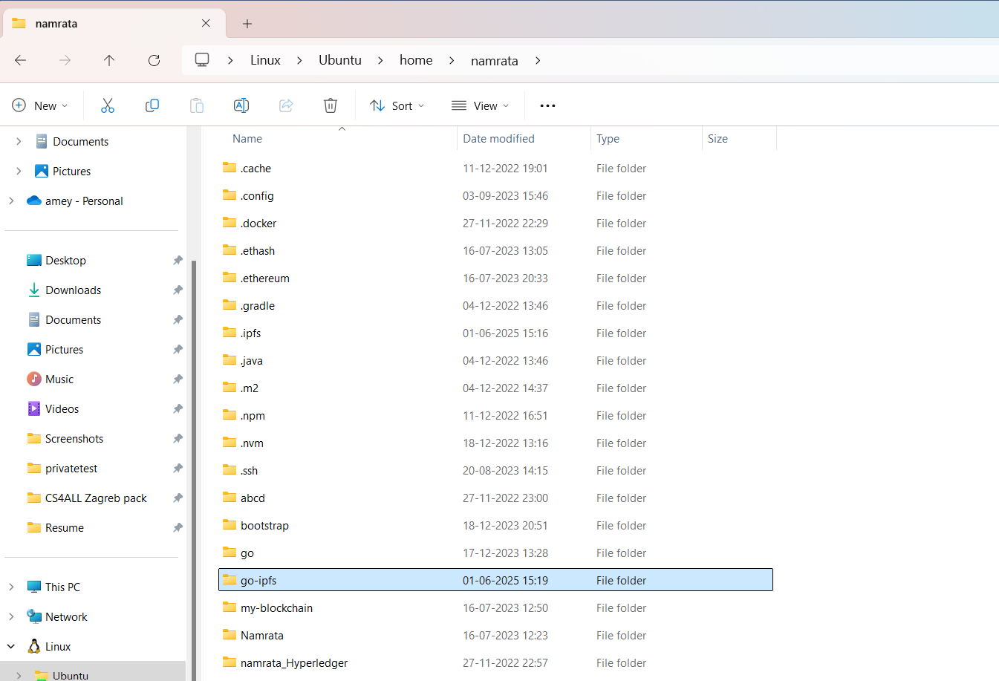 namrata
Linux
Ubuntu
home
namrata
New
Sort
View
Documents
Pictures
amey - Personal
Desktop
Downloads
Documents
Pictures
Music
Videos
Screenshots
privatetest
CS4ALL Zagreb pack
Resume
This PC
Network
Linux
Ubuntu
Name Date modified Type Size
.cache 11-12-2022 19:01 File folder
.config 03-09-2023 15:46 File folder
.docker 27-11-2022 22:29 File folder
.ethash 16-07-2023 13:05 File folder
.ethereum 16-07-2023 20:33 File folder
.gradle 04-12-2022 13:46 File folder
.ipfs 01-06-2025 15:16 File folder
.java 04-12-2022 13:46 File folder
.m2 04-12-2022 14:37 File folder
.npm 11-12-2022 16:51 File folder
.nvm 18-12-2022 13:16 File folder
.ssh 20-08-2023 14:15 File folder
abcd 27-11-2022 23:00 File folder
bootstrap 18-12-2023 20:51 File folder
go 17-12-2023 13:28 File folder
go-ipfs 01-06-2025 15:19 File folder
my-blockchain 16-07-2023 12:50 File folder
Namrata 16-07-2023 12:23 File folder
namrata_Hyperledger 27-11-2022 22:57 File folder